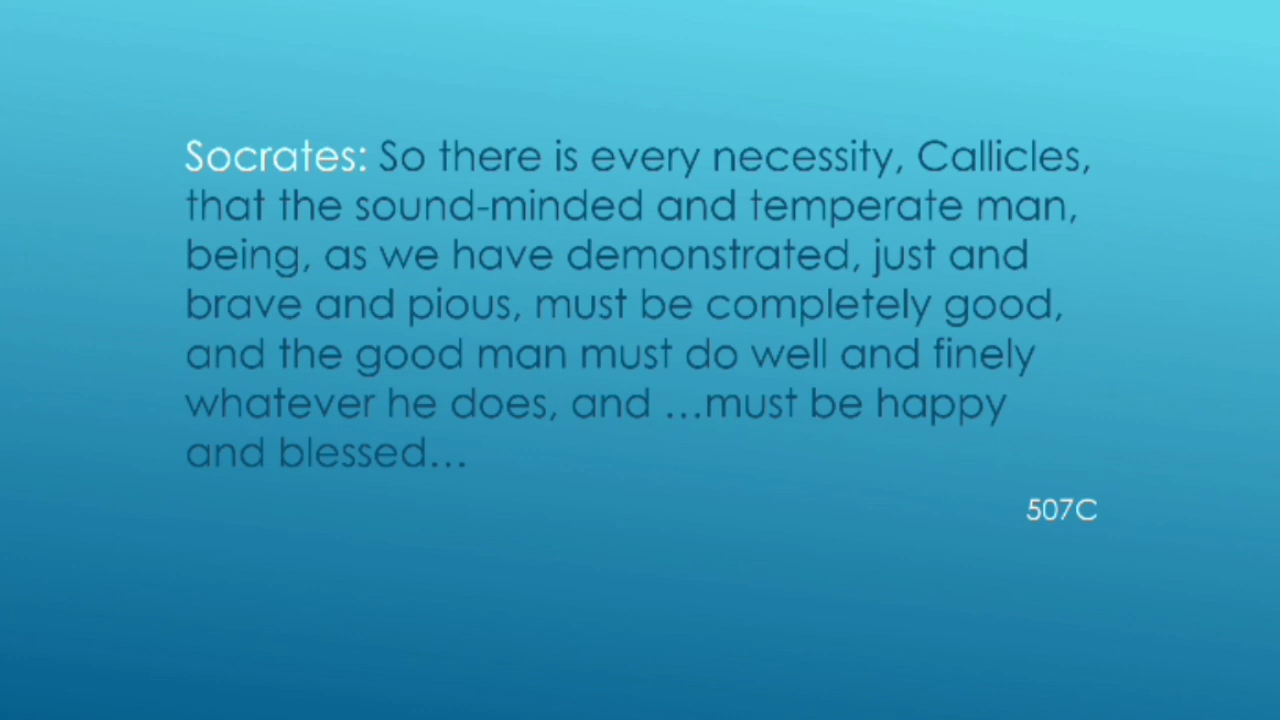 Socrates: So there is every necessity, Callicles,
that the sound-minded and temperate man,
being, as we have demonstrated, just and
brave and pious, must be completely good,
and the good man must do well and finely
whatever he does, and …must be happy
and blessed…
507C